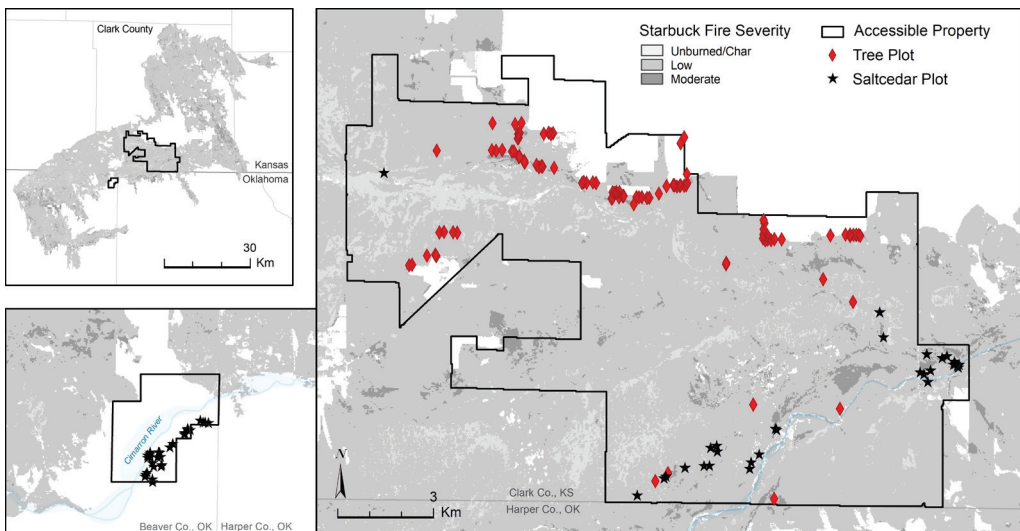 Clark County
Kansas
Oklahoma
30
Km
Cimarron River
Beaver Co., OK
Harper Co., OK
Starbuck Fire Severity
Unburned/Char
Low
Moderate
Accessible Property
Tree Plot
Saltcedar Plot
N
3
Km
Clark Co., KS
Harper Co., OK